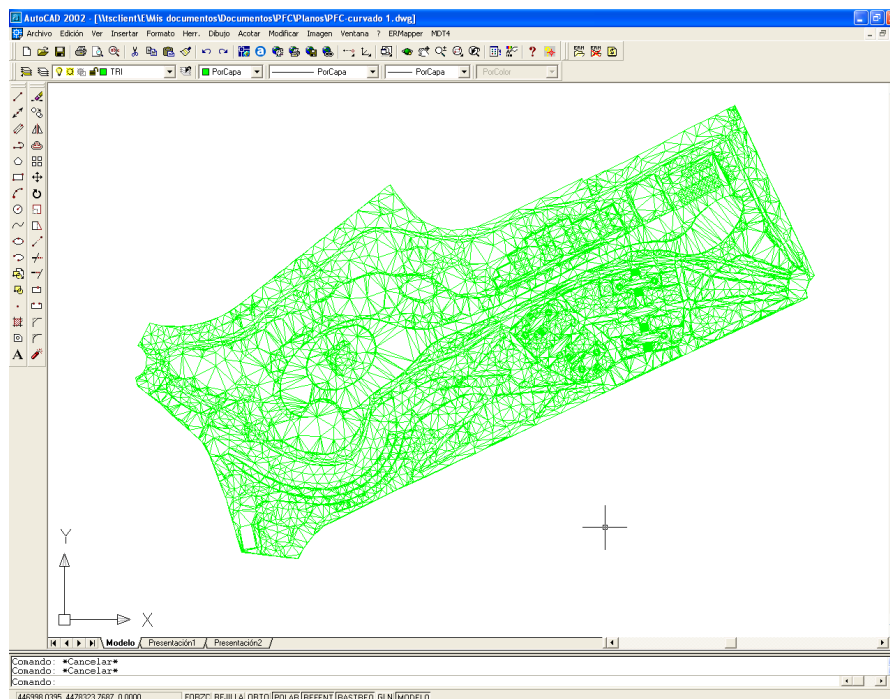 AutoCAD 2002 - [\\tsclient\E\Mis documentos\Documentos\PFC\Planos\PFC-curvado 1.dwg]
Archivo Edición Ver Insertar Formato Herr. Dibujo Acotar Modificar Imagen Ventana ? ERMapper MDT4
TRI PorCapa PorCapa PorCapa PorColor
A
Y
X
Modelo Presentación1 Presentación2
Comando: *Cancelar*
Comando: *Cancelar*
Comando:
446998.0395, 4478323.7687, 0.0000 FORZC REJILLA ORTO POLAR REFENT RASTREO GLN MODELO